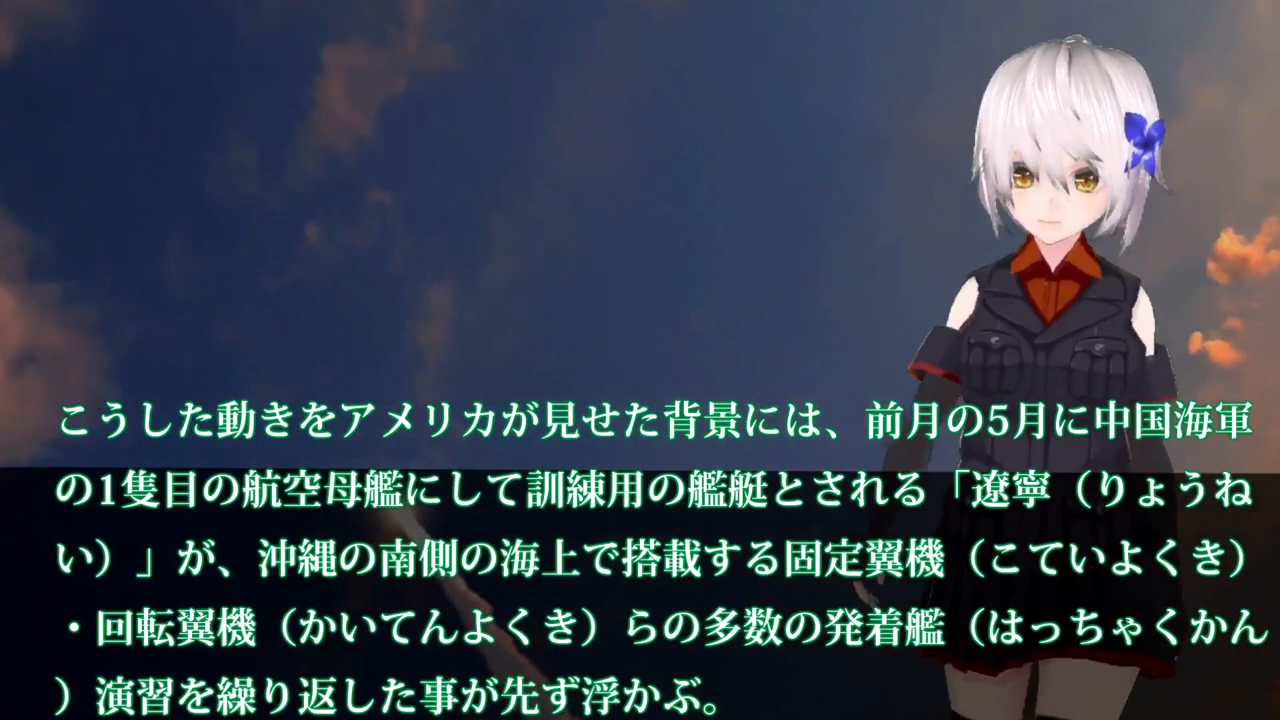 こうした動きをアメリカが見せた背景には、前月の5月に中国海軍
の1隻目の航空母艦にして訓練用の艦艇とされる「遼寧（りょうね
い）」が、沖縄の南側の海上で搭載する固定翼機（こていよくき）
・回転翼機（かいてんよくき）らの多数の発着艦（はっちゃくかん
）演習を繰り返した事が先ず浮かぶ。